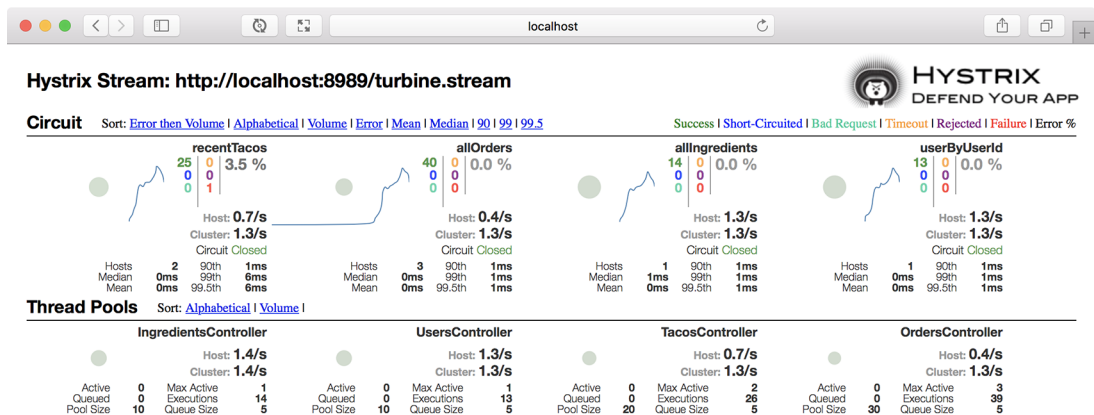 localhost
Hystrix Stream: http://localhost:8989/turbine.stream
HYSTRIX
DEFEND YOUR APP
Circuit Sort: Error then Volume | Alphabetical | Volume | Error | Mean | Median | 90 | 99 | 99.5
Success | Short-Circuited | Bad Request | Timeout | Rejected | Failure | Error %
recentTacos
25 0 3.5 %
0 0
0 1
Host: 0.7/s
Cluster: 1.3/s
Circuit Closed
Hosts 2 90th 1ms
Median 0ms 99th 6ms
Mean 0ms 99.5th 6ms
allOrders
40 0 0.0 %
0 0
0 0
Host: 0.4/s
Cluster: 1.3/s
Circuit Closed
Hosts 3 90th 1ms
Median 0ms 99th 1ms
Mean 0ms 99.5th 1ms
allIngredients
14 0 0.0 %
0 0
0 0
Host: 1.3/s
Cluster: 1.3/s
Circuit Closed
Hosts 1 90th 1ms
Median 1ms 99th 1ms
Mean 0ms 99.5th 1ms
userByUserId
13 0 0.0 %
0 0
0 0
Host: 1.3/s
Cluster: 1.3/s
Circuit Closed
Hosts 1 90th 1ms
Median 0ms 99th 1ms
Mean 0ms 99.5th 1ms
Thread Pools Sort: Alphabetical | Volume |
IngredientsController
Host: 1.4/s
Cluster: 1.4/s
Active 0 Max Active 1
Queued 0 Executions 14
Pool Size 10 Queue Size 5
UsersController
Host: 1.3/s
Cluster: 1.3/s
Active 0 Max Active 1
Queued 0 Executions 13
Pool Size 10 Queue Size 5
TacosController
Host: 0.7/s
Cluster: 0.7/s
Active 0 Max Active 2
Queued 0 Executions 26
Pool Size 20 Queue Size 5
OrdersController
Host: 0.4/s
Cluster: 1.3/s
Active 0 Max Active 3
Queued 0 Executions 39
Pool Size 30 Queue Size 5